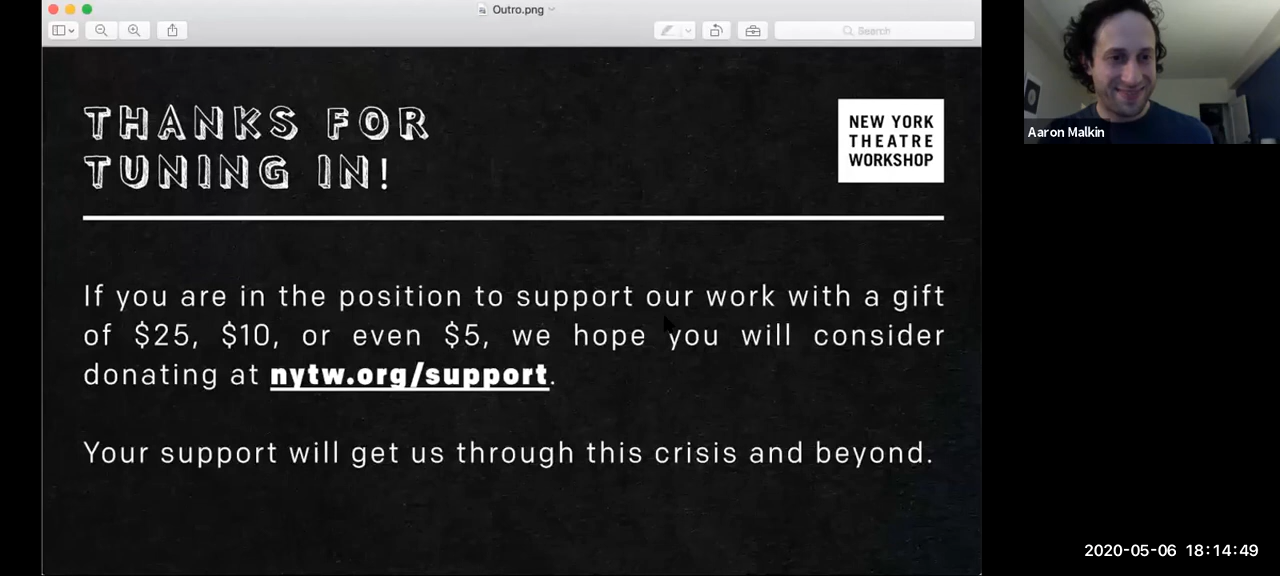 Outro.png
Search
THANKS FOR
TUNING IN!
NEW YORK
THEATRE
WORKSHOP
If you are in the position to support our work with a gift
of $25, $10, or even $5, we hope you will consider
donating at nytw.org/support.
Your support will get us through this crisis and beyond.
Aaron Malkin
2020-05-06 18:14:49